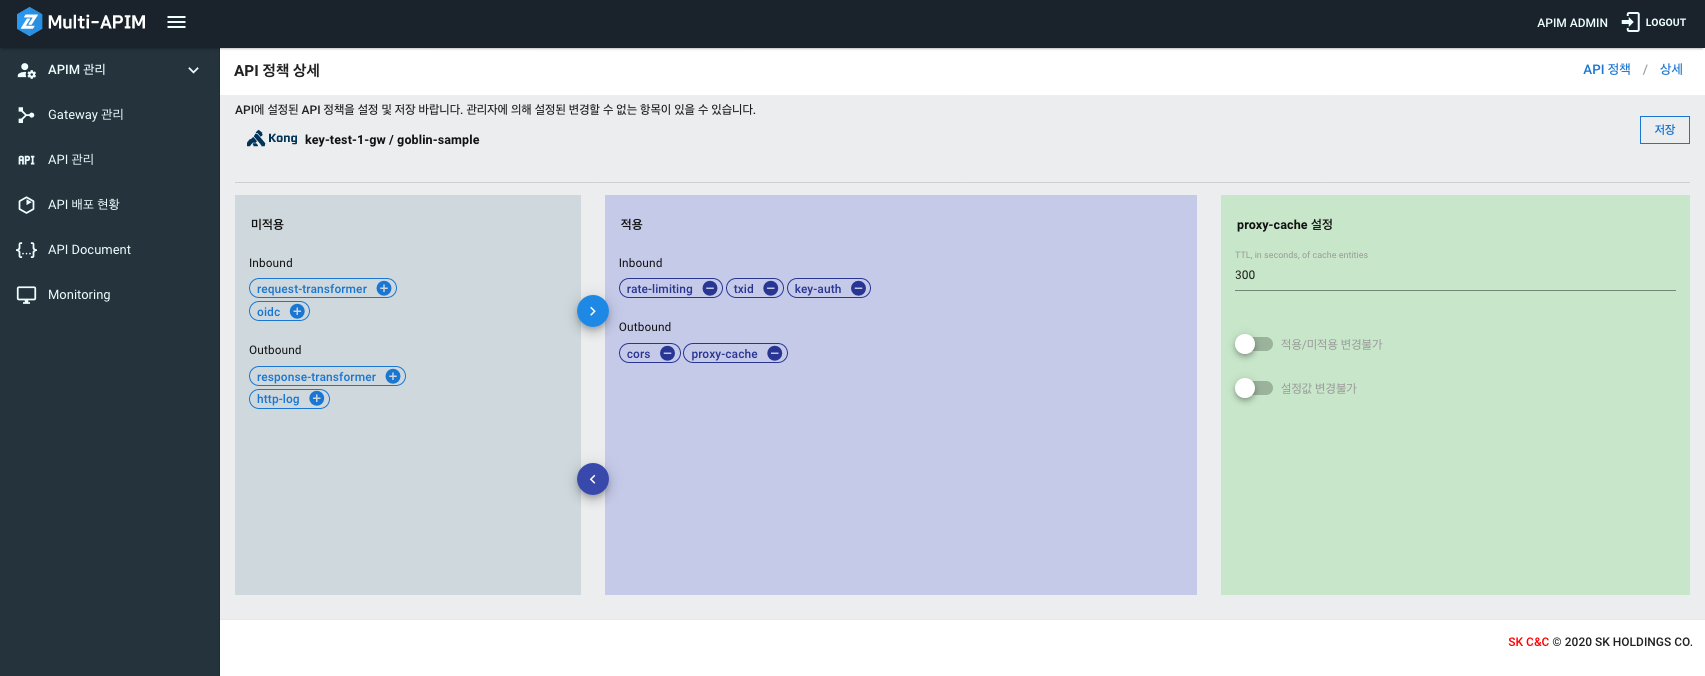 Multi-APIM
APIM ADMIN
LOGOUT
APIM 관리
Gateway 관리
API 관리
API 배포 현황
{...} API Document
Monitoring
API 정책 상세
API 정책 / 상세
API에 설정된 API 정책을 설정 및 저장 바랍니다. 관리자에 의해 설정된 변경할 수 없는 항목이 있을 수 있습니다.
Kong key-test-1-gw / goblin-sample
저장
미적용
Inbound
request-transformer
oidc
Outbound
response-transformer
http-log
적용
Inbound
rate-limiting txid key-auth
Outbound
cors proxy-cache
proxy-cache 설정
TTL, in seconds, of cache entities
300
적용/미적용 변경불가
설정값 변경불가
SK C&C © 2020 SK HOLDINGS CO.